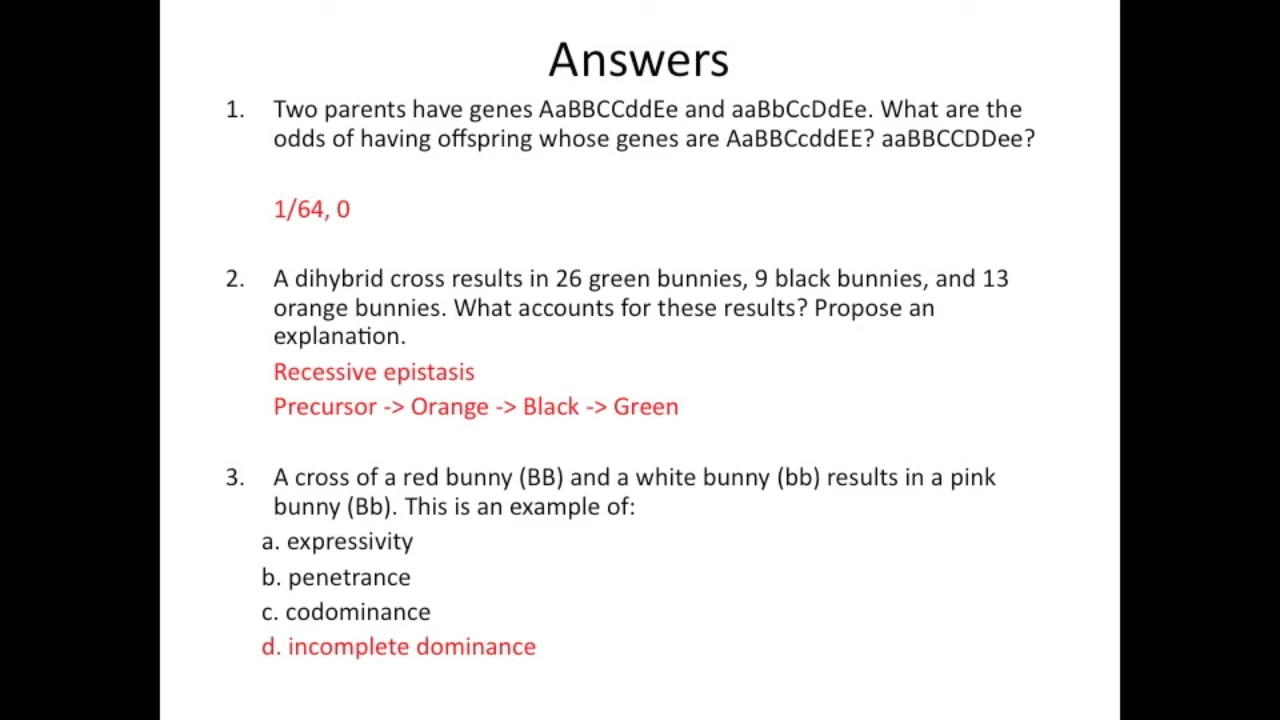 Answers
1. Two parents have genes AaBBCCddEe and aaBbCcDdEe. What are the
odds of having offspring whose genes are AaBBCcddEE? aaBBCCDDee?
1/64, 0
2. A dihybrid cross results in 26 green bunnies, 9 black bunnies, and 13
orange bunnies. What accounts for these results? Propose an
explanation.
Recessive epistasis
Precursor -> Orange -> Black -> Green
3. A cross of a red bunny (BB) and a white bunny (bb) results in a pink
bunny (Bb). This is an example of:
a. expressivity
b. penetrance
c. codominance
d. incomplete dominance